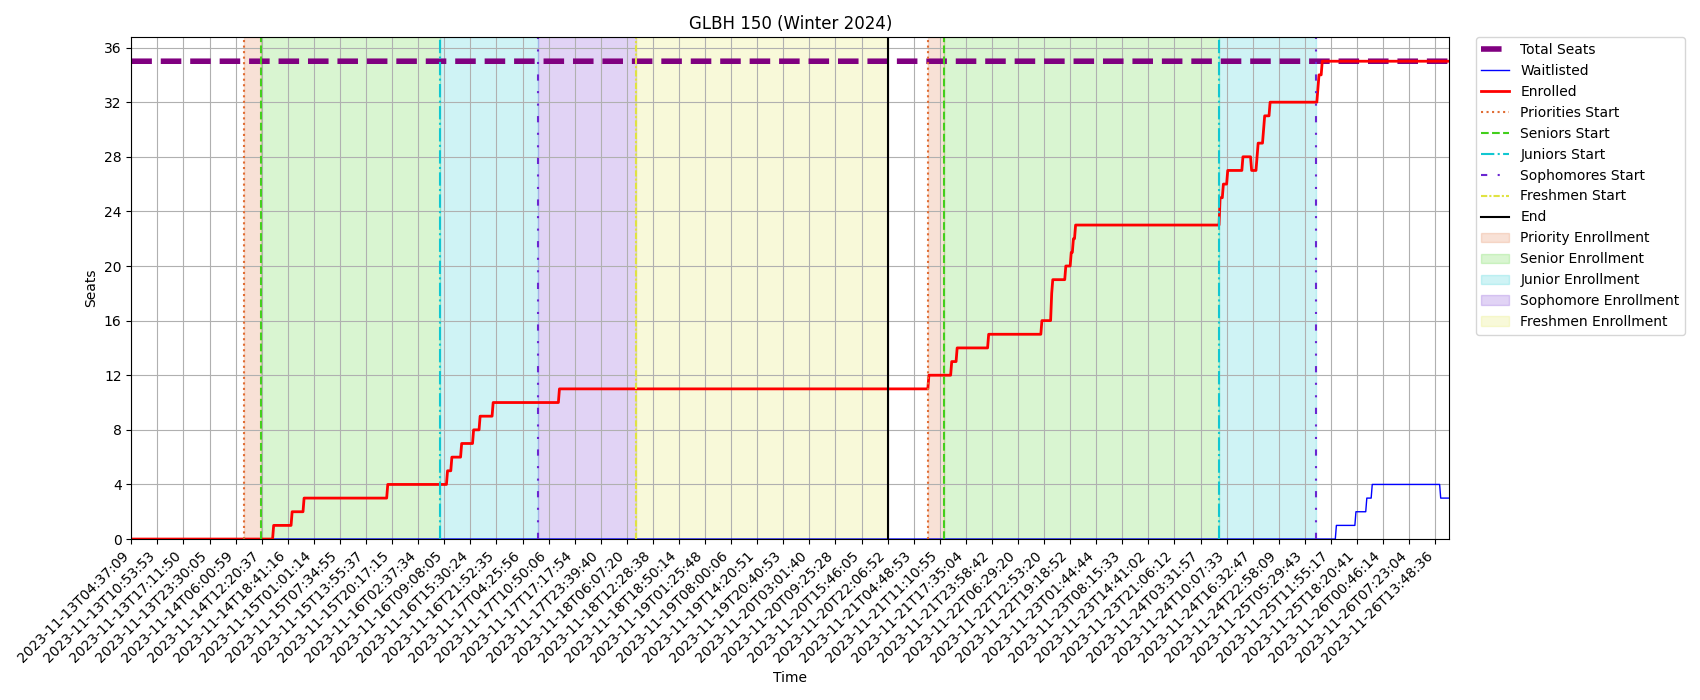 GLBH 150 (Winter 2024)
Seats
36
32
28
24
20
16
12
8
4
0
2023-11-13T04:37:09
2023-11-13T10:53:53
2023-11-13T17:11:50
2023-11-13T23:30:05
2023-11-14T06:00:59
2023-11-14T12:20:37
2023-11-14T18:41:16
2023-11-15T01:01:14
2023-11-15T07:34:55
2023-11-15T13:55:37
2023-11-15T20:17:15
2023-11-16T02:37:34
2023-11-16T09:08:05
2023-11-16T15:30:24
2023-11-16T21:52:35
2023-11-17T04:25:56
2023-11-17T10:50:06
2023-11-17T17:17:54
2023-11-17T23:39:40
2023-11-18T06:07:20
2023-11-18T12:28:38
2023-11-18T18:50:14
2023-11-19T01:25:48
2023-11-19T08:00:06
2023-11-19T14:20:51
2023-11-19T20:40:53
2023-11-20T03:01:40
2023-11-20T09:25:28
2023-11-20T15:46:05
2023-11-20T22:06:52
2023-11-21T04:48:53
2023-11-21T11:10:55
2023-11-21T17:35:04
2023-11-21T23:58:42
2023-11-22T06:29:20
2023-11-22T12:53:20
2023-11-22T19:18:52
2023-11-23T01:44:44
2023-11-23T08:15:33
2023-11-23T14:41:02
2023-11-23T21:06:12
2023-11-24T03:31:57
2023-11-24T10:07:33
2023-11-24T16:32:47
2023-11-24T22:58:09
2023-11-25T05:29:43
2023-11-25T11:55:17
2023-11-25T18:20:41
2023-11-26T00:46:14
2023-11-26T07:23:04
2023-11-26T13:48:36
Time
Total Seats
Waitlisted
Enrolled
Priorities Start
Seniors Start
Juniors Start
Sophomores Start
Freshmen Start
End
Priority Enrollment
Senior Enrollment
Junior Enrollment
Sophomore Enrollment
Freshmen Enrollment